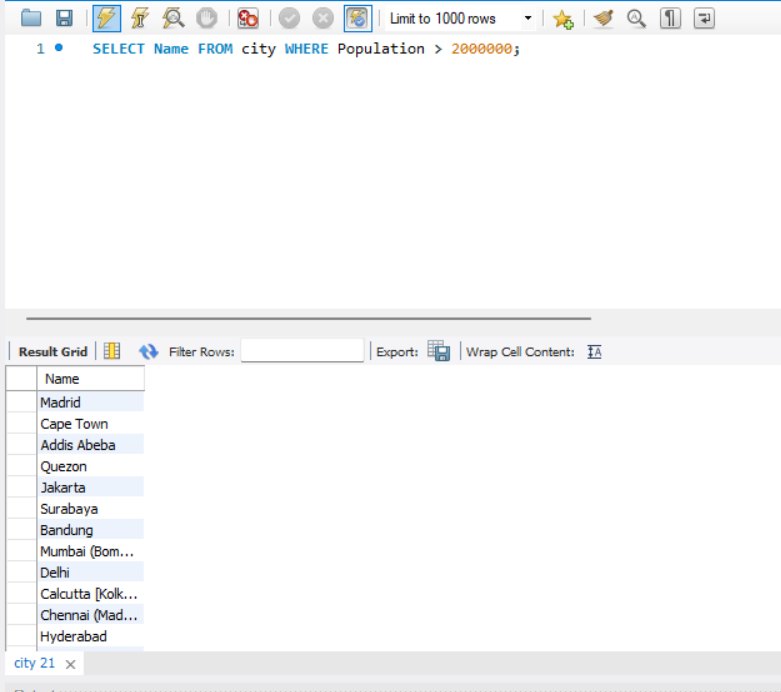 Limit to 1000 rows
1 SELECT Name FROM city WHERE Population > 2000000;
Result Grid Filter Rows: Export: Wrap Cell Content:
Name
Madrid
Cape Town
Addis Abeba
Quezon
Jakarta
Surabaya
Bandung
Mumbai (Bom...
Delhi
Calcutta [Kolk...
Chennai (Mad...
Hyderabad
city 21